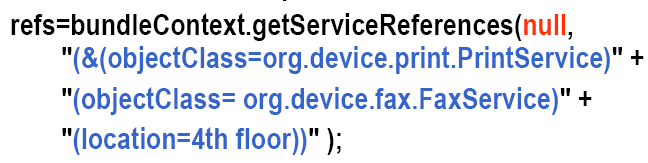 refs=bundleContext.getServiceReferences(null,
"(&(objectClass=org.device.print.PrintService)" +
"(objectClass= org.device.fax.FaxService)" +
"(location=4th floor))" );